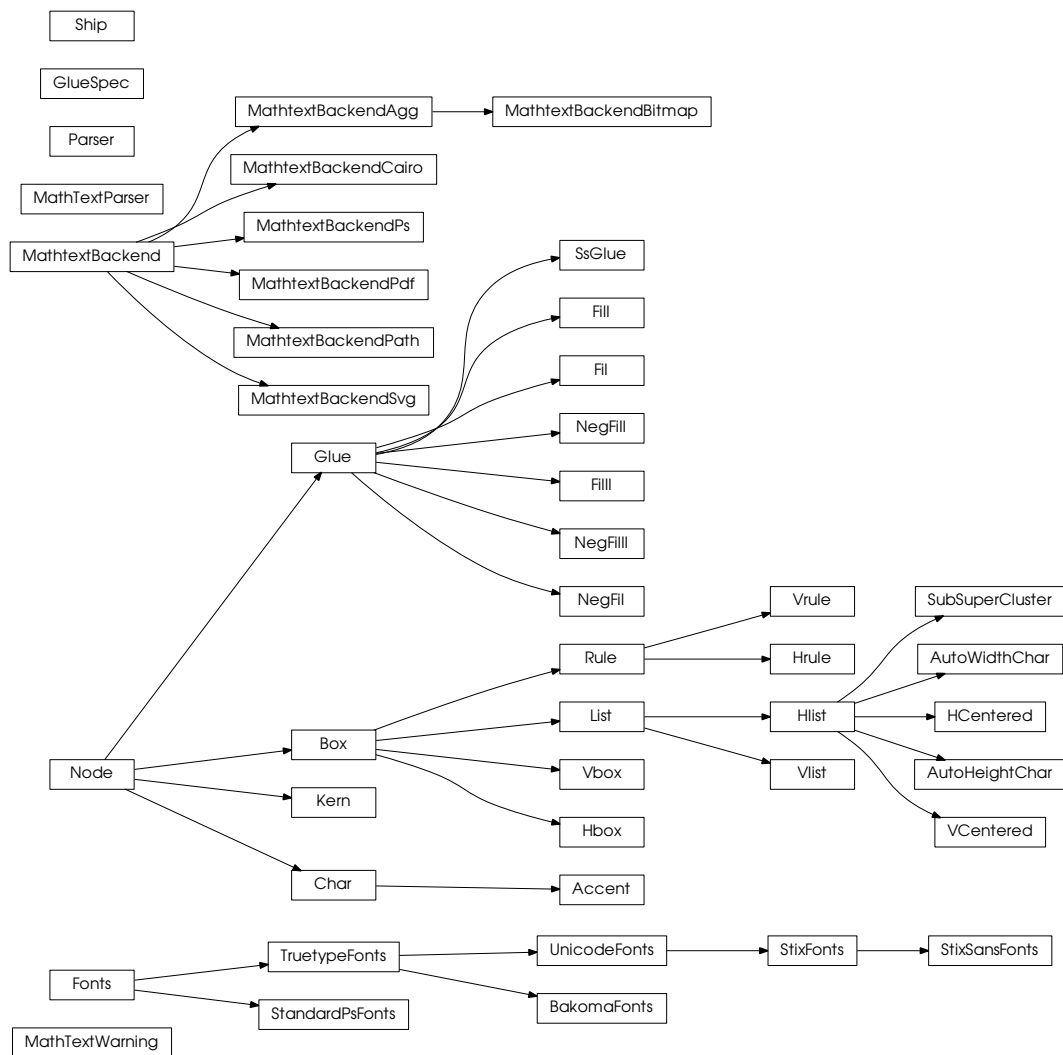 Ship
GlueSpec
Parser
MathTextParser
MathtextBackend
MathtextBackendAgg
MathtextBackendBitmap
MathtextBackendCairo
MathtextBackendPs
MathtextBackendPdf
MathtextBackendPath
MathtextBackendSvg
Node
Glue
SsGlue
Fill
Fil
NegFill
Filll
NegFilll
NegFil
Box
Rule
Vrule
Hrule
List
Hlist
SubSuperCluster
AutoWidthChar
HCentered
AutoHeightChar
VCentered
Vlist
Vbox
Hbox
Kern
Char
Accent
Fonts
TruetypeFonts
UnicodeFonts
StixFonts
StixSansFonts
BakomaFonts
StandardPsFonts
MathTextWarning